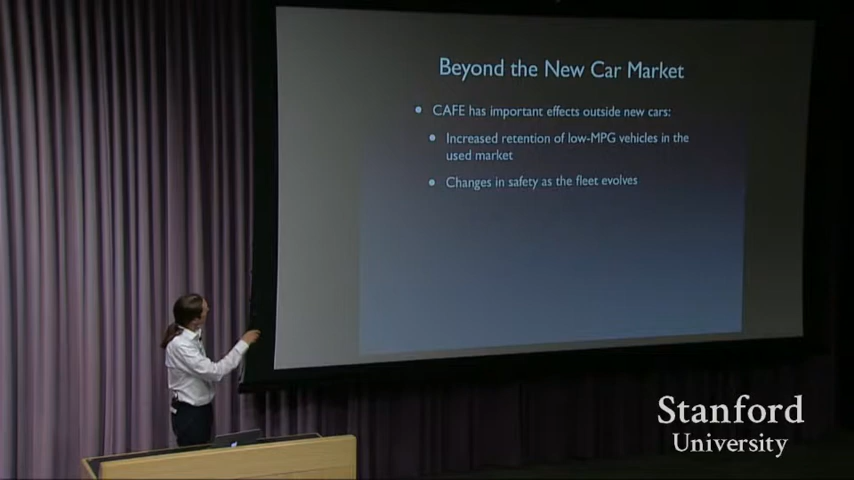 Beyond the New Car Market
CAFE has important effects outside new cars:
Increased retention of low-MPG vehicles in the
used market
Changes in safety as the fleet evolves
Stanford
University